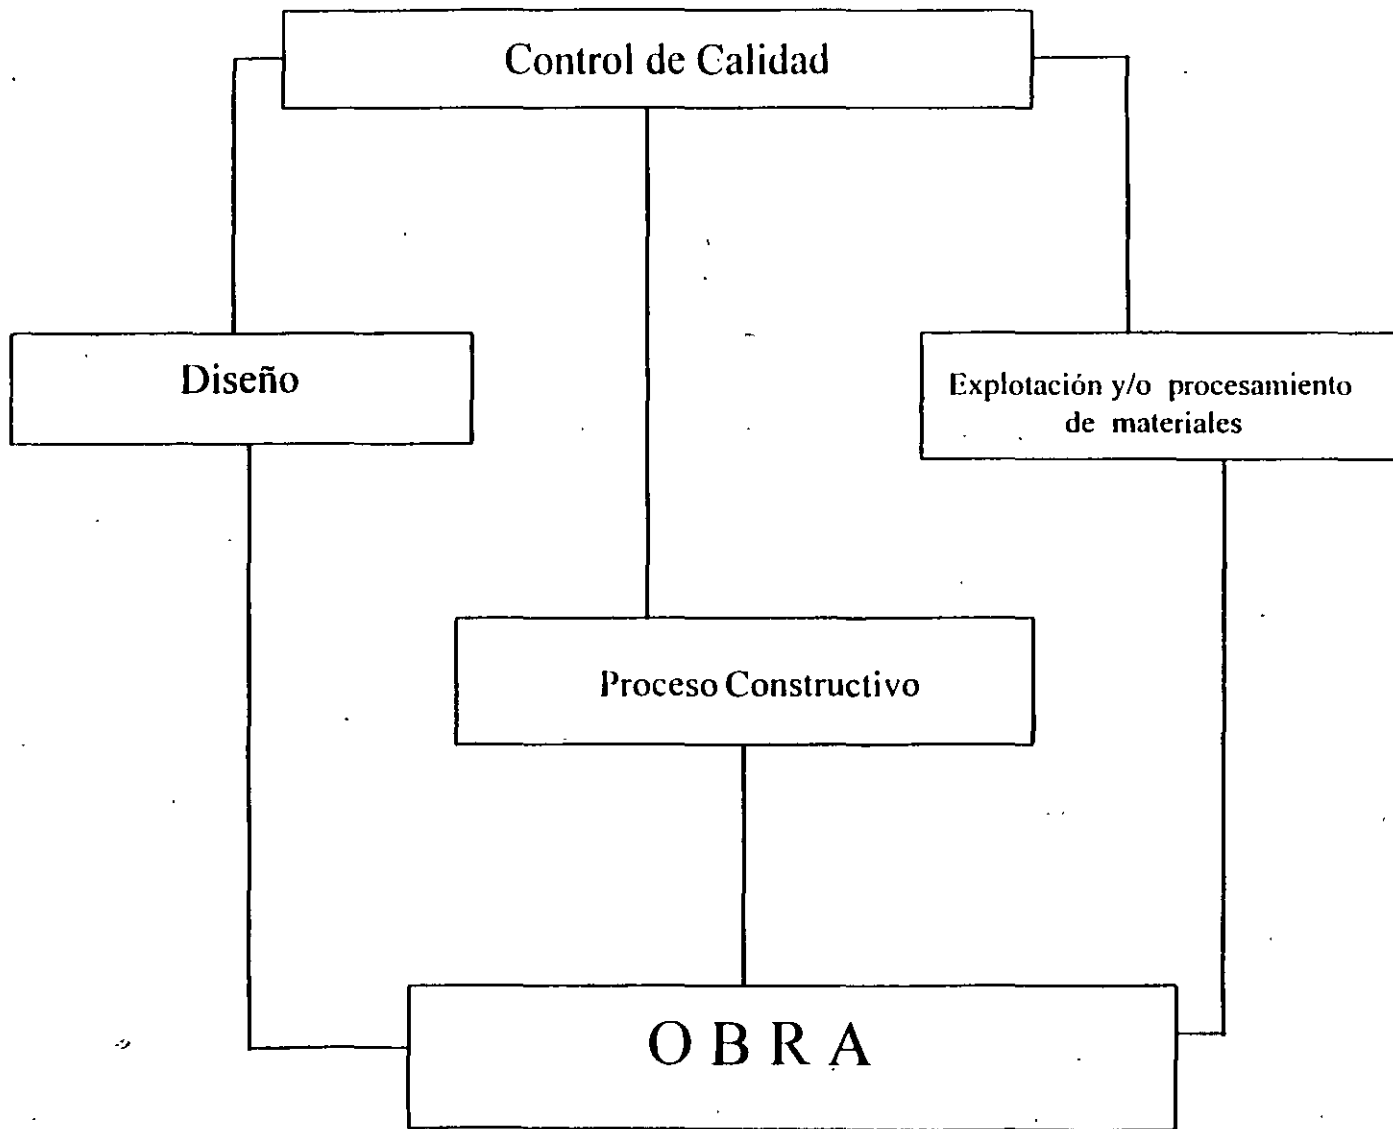 Control de Calidad
Diseño
Explotación y/o procesamiento
de materiales
Proceso Constructivo
O B R A